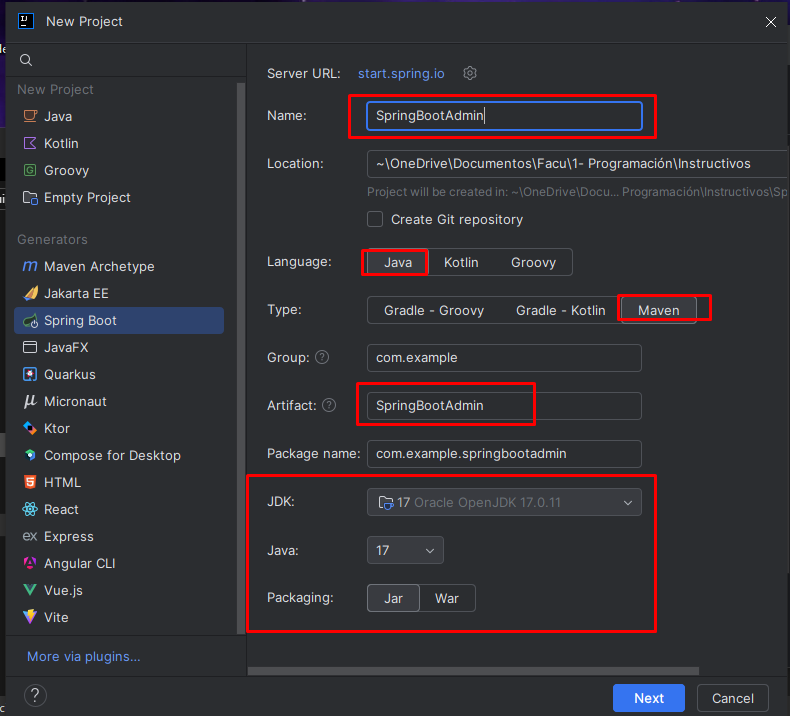 New Project
Server URL: start.spring.io
New Project
Java
Kotlin
Groovy
Empty Project
Generators
Maven Archetype
Jakarta EE
Spring Boot
JavaFX
Quarkus
Micronaut
Ktor
Compose for Desktop
HTML
React
Express
Angular CLI
Vue.js
Vite
More via plugins...
Name: SpringBootAdmin
Location: ~\OneDrive\Documentos\Facu\1- Programación\Instructivos
Project will be created in: ~\OneDrive\Docu... Programación\Instructivos\Sp
Create Git repository
Language: Java Kotlin Groovy
Type: Gradle - Groovy Gradle - Kotlin Maven
Group: ? com.example
Artifact: ? SpringBootAdmin
Package name: com.example.springbootadmin
JDK: 17 Oracle OpenJDK 17.0.11
Java: 17
Packaging: Jar War
? Next Cancel